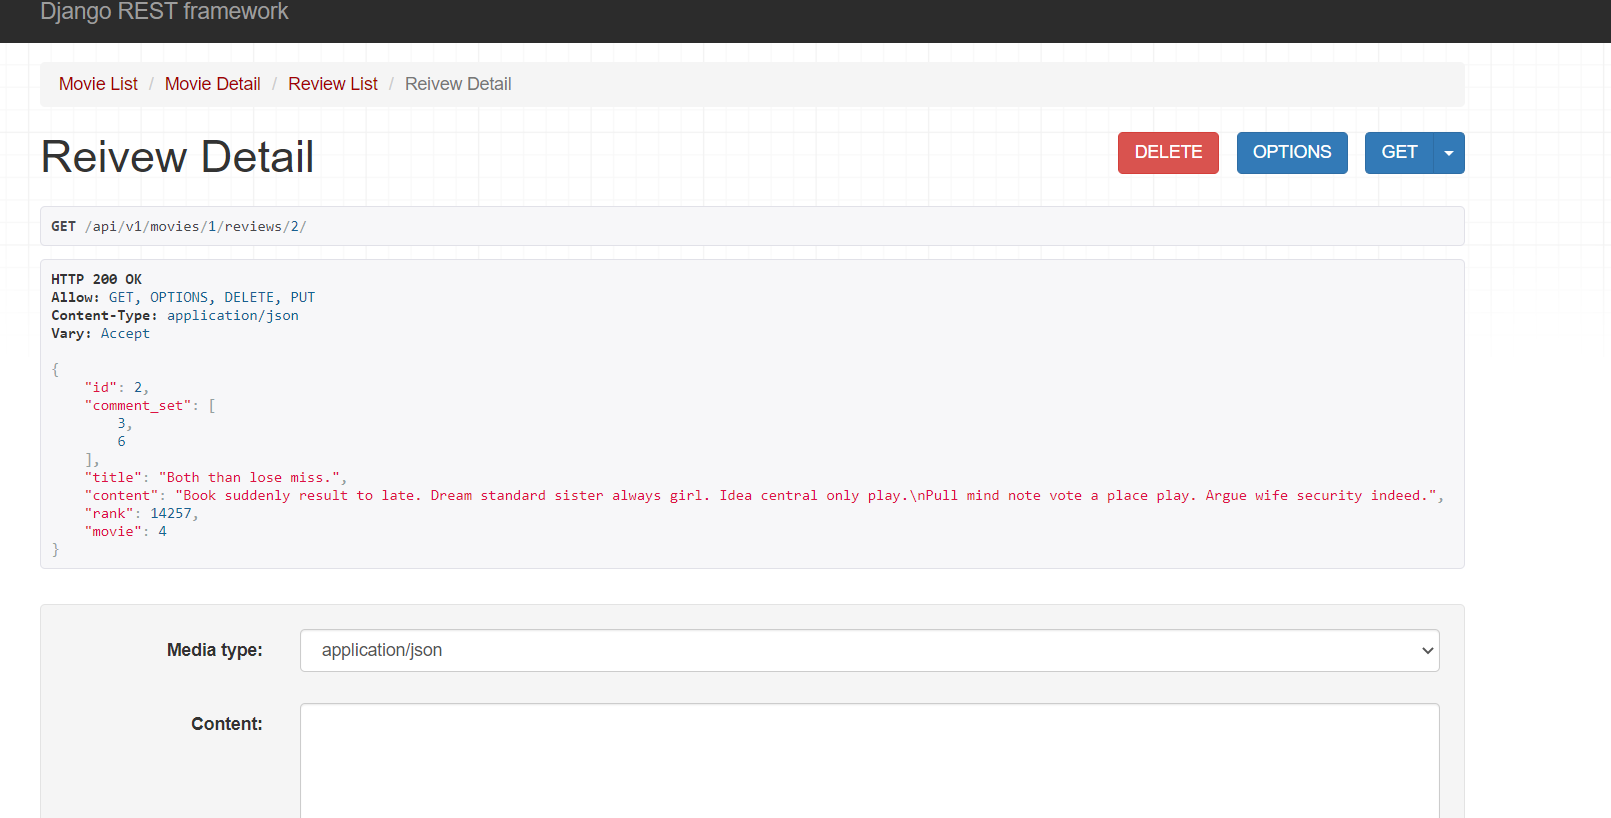 Django REST framework
Movie List / Movie Detail / Review List / Reivew Detail
Reivew Detail
DELETE OPTIONS GET
GET /api/v1/movies/1/reviews/2/
HTTP 200 OK
Allow: GET, OPTIONS, DELETE, PUT
Content-Type: application/json
Vary: Accept
{
    "id": 2,
    "comment_set": [
        3,
        6
    ],
    "title": "Both than lose miss.",
    "content": "Book suddenly result to late. Dream standard sister always girl. Idea central only play.\nPull mind note vote a place play. Argue wife security indeed.",
    "rank": 14257,
    "movie": 4
}
Media type: application/json
Content: